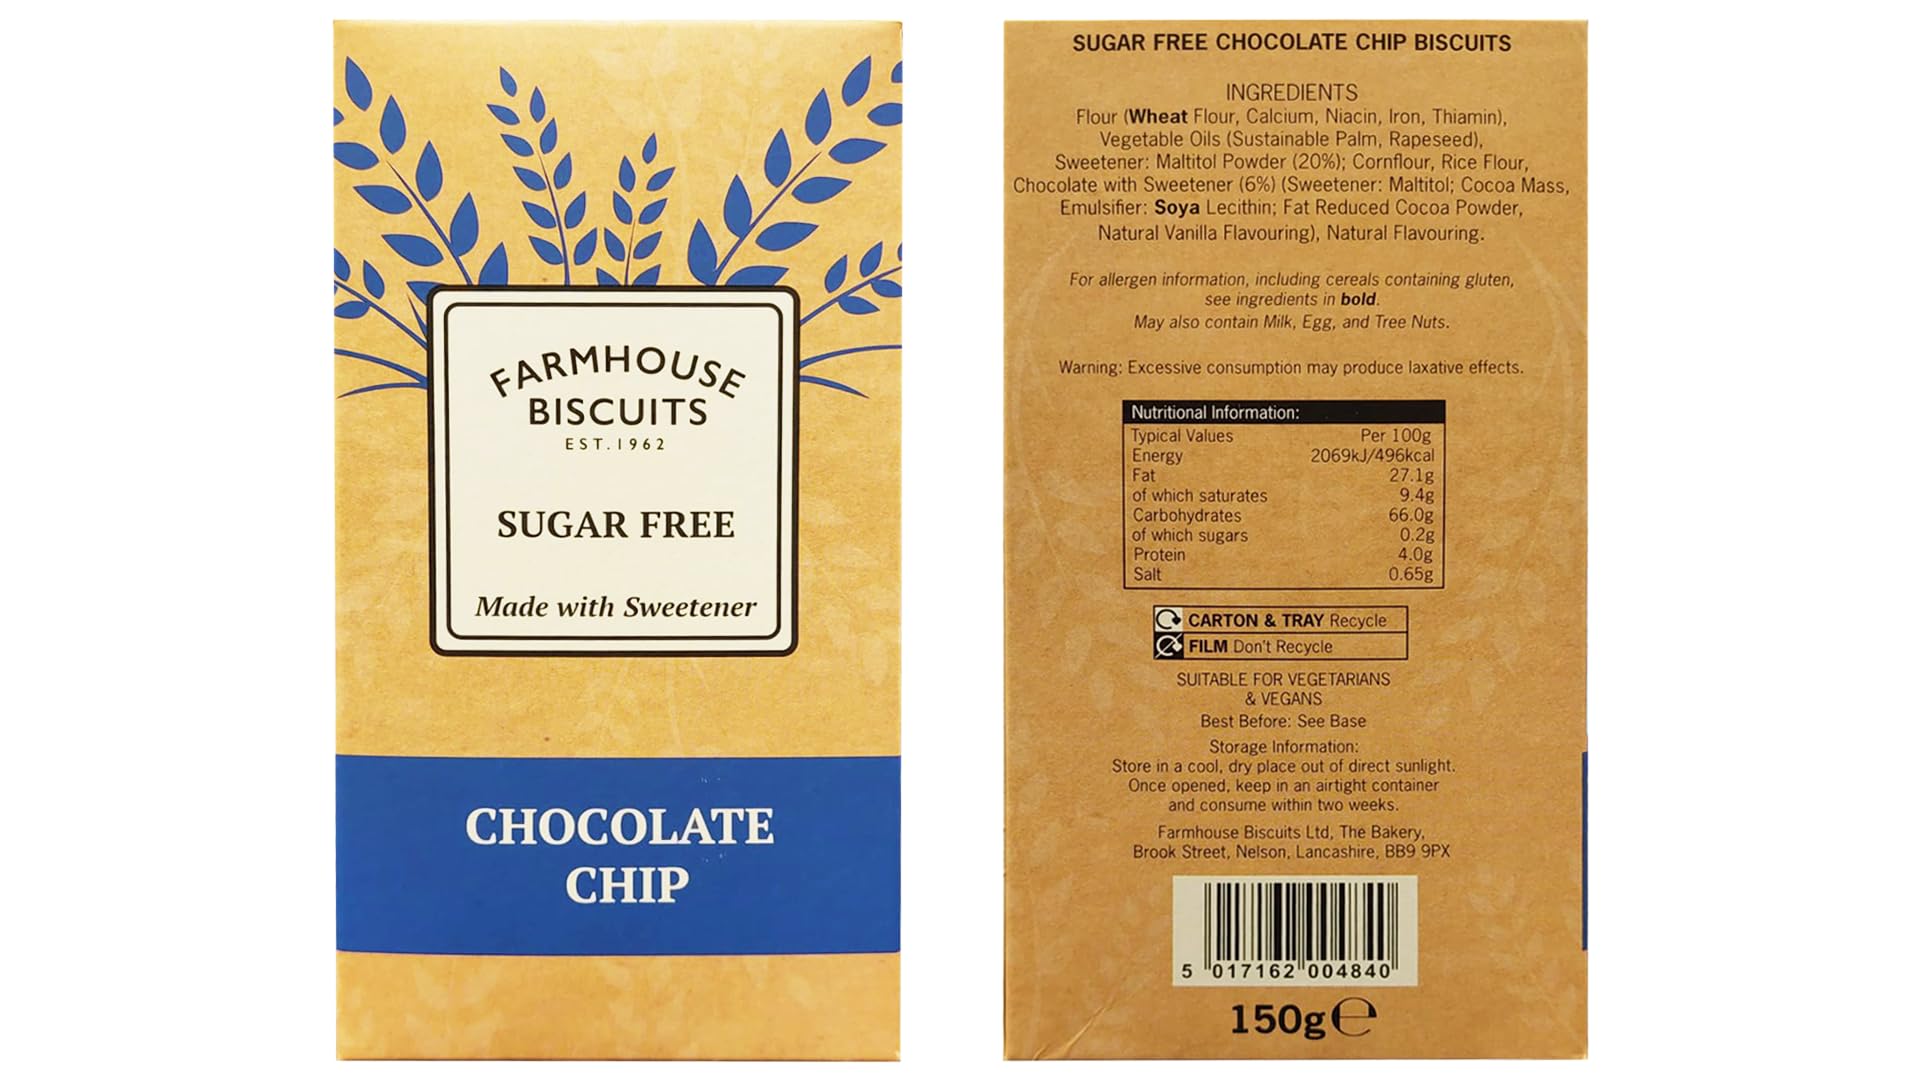 FARMHOUSE
BISCUITS
EST. 1962
SUGAR FREE
Made with Sweetener
CHOCOLATE
CHIP
SUGAR FREE CHOCOLATE CHIP BISCUITS
INGREDIENTS
Flour (Wheat Flour, Calcium, Niacin, Iron, Thiamin),
Vegetable Oils (Sustainable Palm, Rapeseed),
Sweetener: Maltitol Powder (20%); Cornflour, Rice Flour,
Chocolate with Sweetener (6%) (Sweetener: Maltitol; Cocoa Mass,
Emulsifier: Soya Lecithin; Fat Reduced Cocoa Powder,
Natural Vanilla Flavouring), Natural Flavouring.
For allergen information, including cereals containing gluten,
see ingredients in bold.
May also contain Milk, Egg, and Tree Nuts.
Warning: Excessive consumption may produce laxative effects.
Nutritional Information:
Typical Values Per 100g
Energy 2069kJ/496kcal
Fat 27.1g
of which saturates 9.4g
Carbohydrates 66.0g
of which sugars 0.2g
Protein 4.0g
Salt 0.65g
CARTON & TRAY Recycle
FILM Don't Recycle
SUITABLE FOR VEGETARIANS
& VEGANS
Best Before: See Base
Storage Information:
Store in a cool, dry place out of direct sunlight.
Once opened, keep in an airtight container
and consume within two weeks.
Farmhouse Biscuits Ltd, The Bakery,
Brook Street, Nelson, Lancashire, BB9 9PX
5 017162 004840
150g ℮